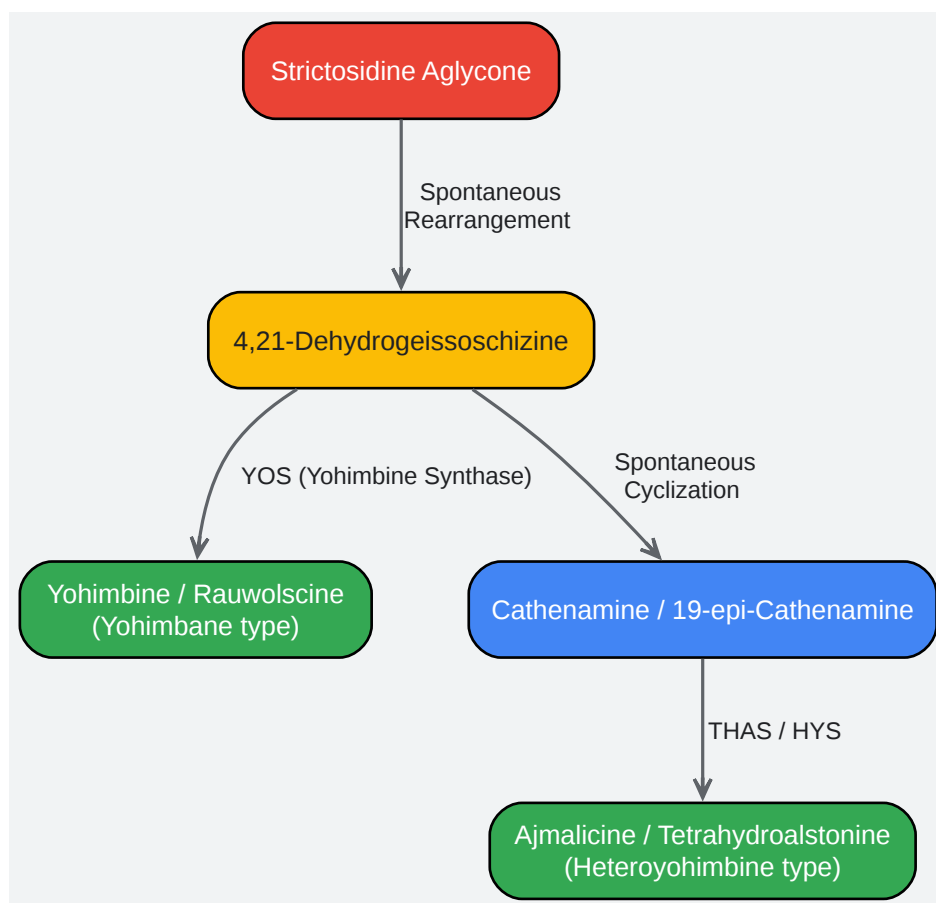 Strictosidine Aglycone
Spontaneous
Rearrangement
4,21-Dehydrogeissoschizine
YOS (Yohimbine Synthase)
Spontaneous
Cyclization
Yohimbine / Rauwolscine
(Yohimbane type)
Cathenamine / 19-epi-Cathenamine
THAS / HYS
Ajmalicine / Tetrahydroalstonine
(Heteroyohimbine type)